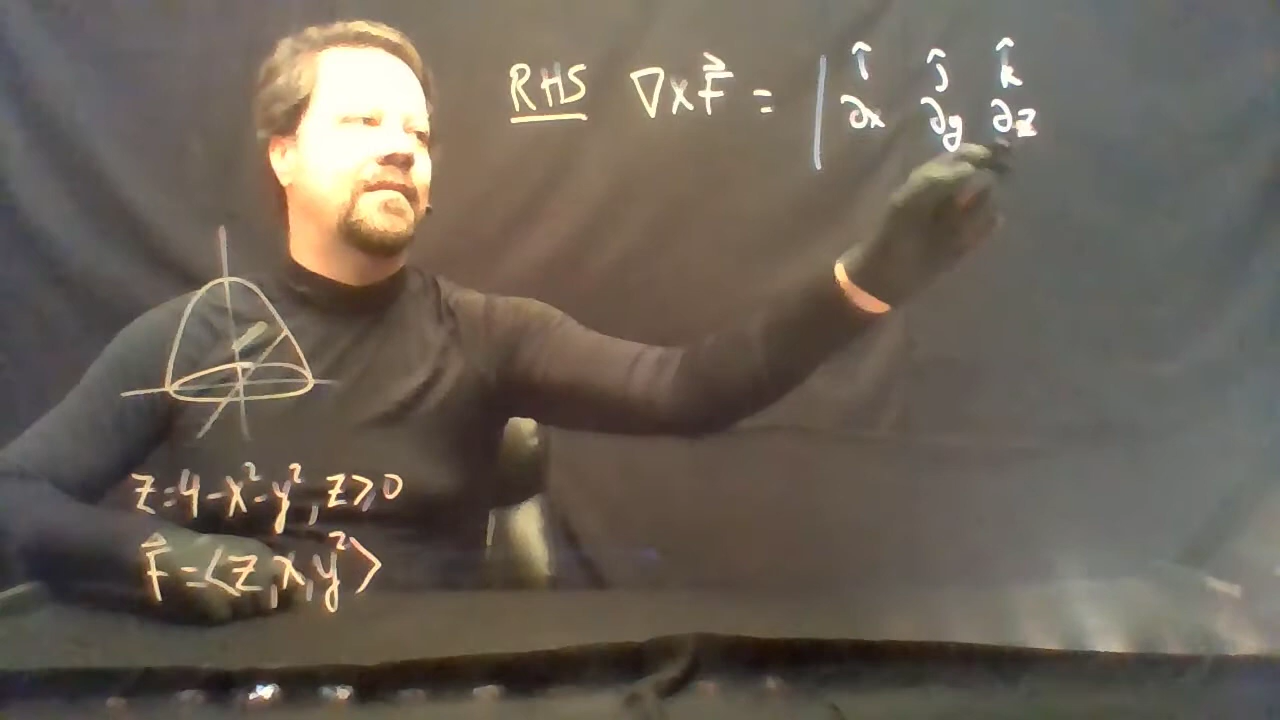 RHS ∇×F⃗ = | î ĵ k̂
∂x ∂y ∂z
z=4-x²-y², z≥0
F⃗=<z,x,y²>